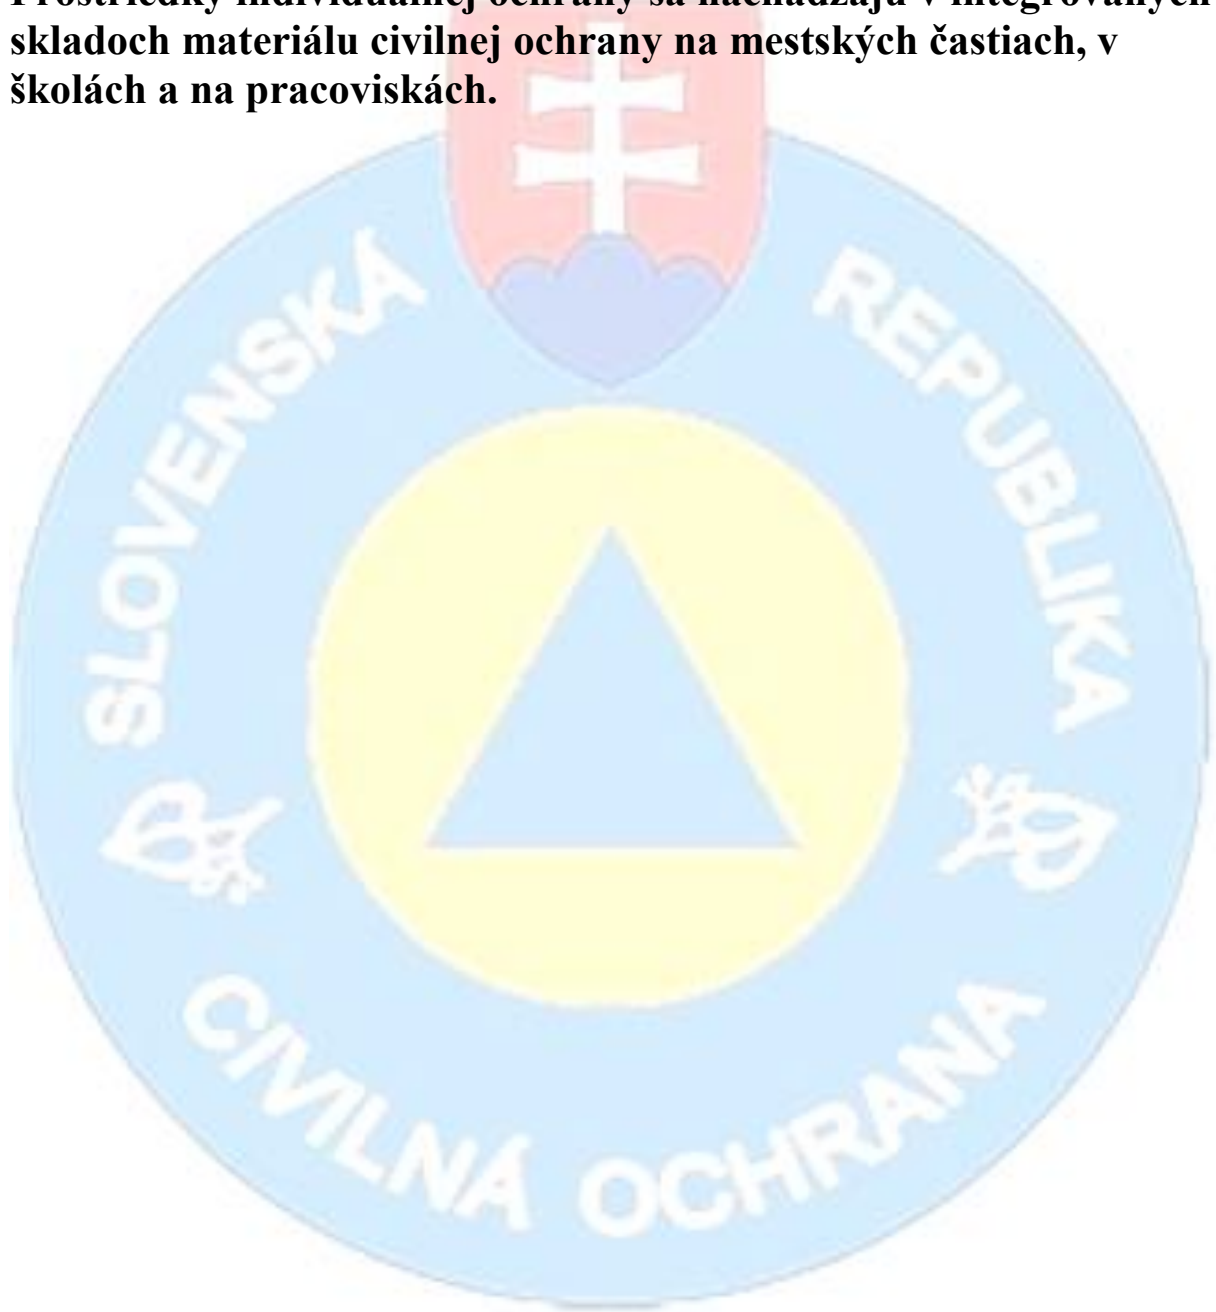 Prostriedky individuálnej ochrany sa nachádzajú v integrovaných
skladoch materiálu civilnej ochrany na mestských častiach, v
školách a na pracoviskách.
SLOVENSKÁ REPUBLIKA
CIVILNÁ OCHRANA